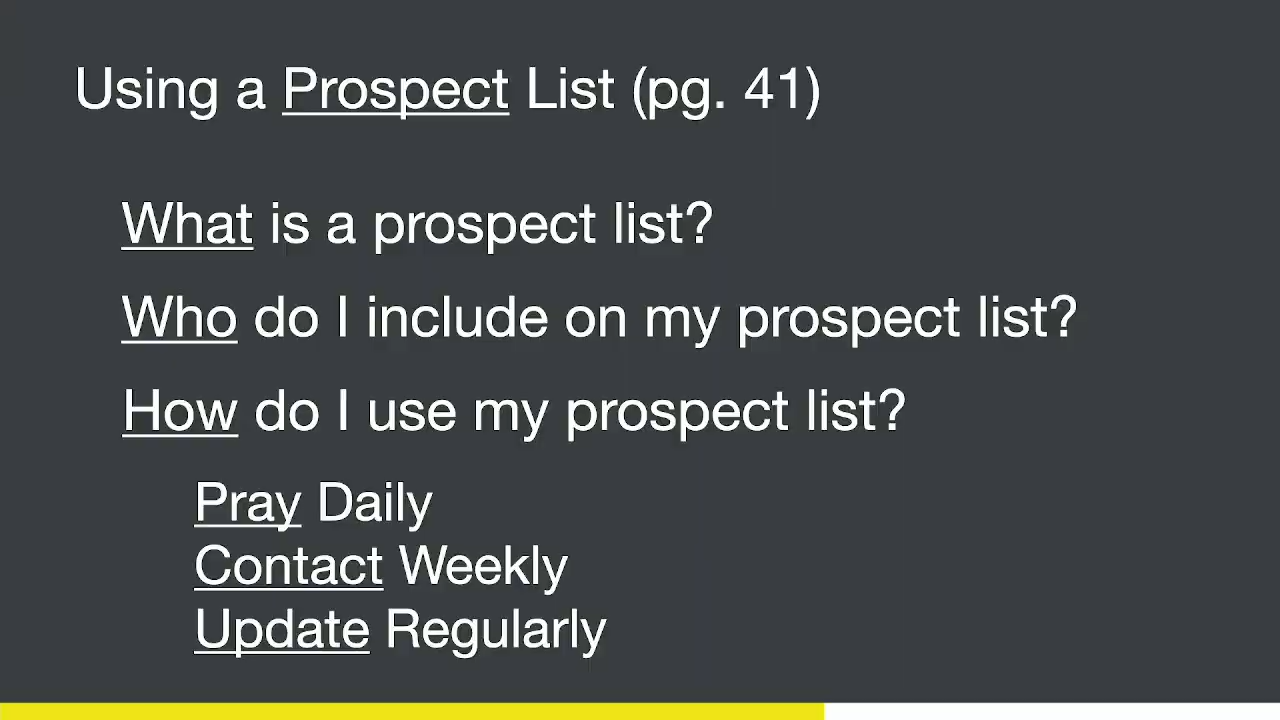 Using a Prospect List (pg. 41)
What is a prospect list?
Who do I include on my prospect list?
How do I use my prospect list?
Pray Daily
Contact Weekly
Update Regularly